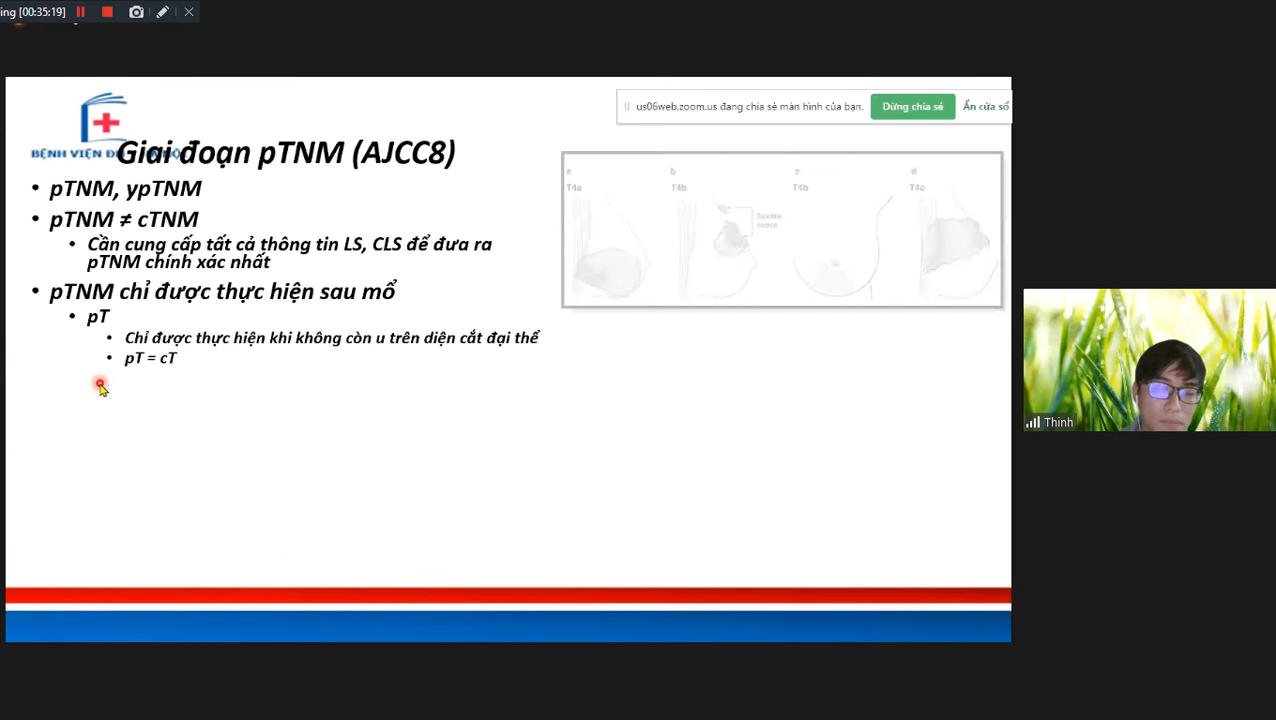 ing [00:35:19]
us06web.zoom.us đang chia sẻ màn hình của bạn.
Dừng chia sẻ
Ẩn cửa sổ
BỆNH VIỆN
Giai đoạn pTNM (AJCC8)
• pTNM, ypTNM
• pTNM ≠ cTNM
• Cần cung cấp tất cả thông tin LS, CLS để đưa ra
pTNM chính xác nhất
• pTNM chỉ được thực hiện sau mổ
• pT
• Chỉ được thực hiện khi không còn u trên diện cắt đại thể
• pT = cT
a
T4a
b
T4b
Satellite
c
T4b
d
Thinh